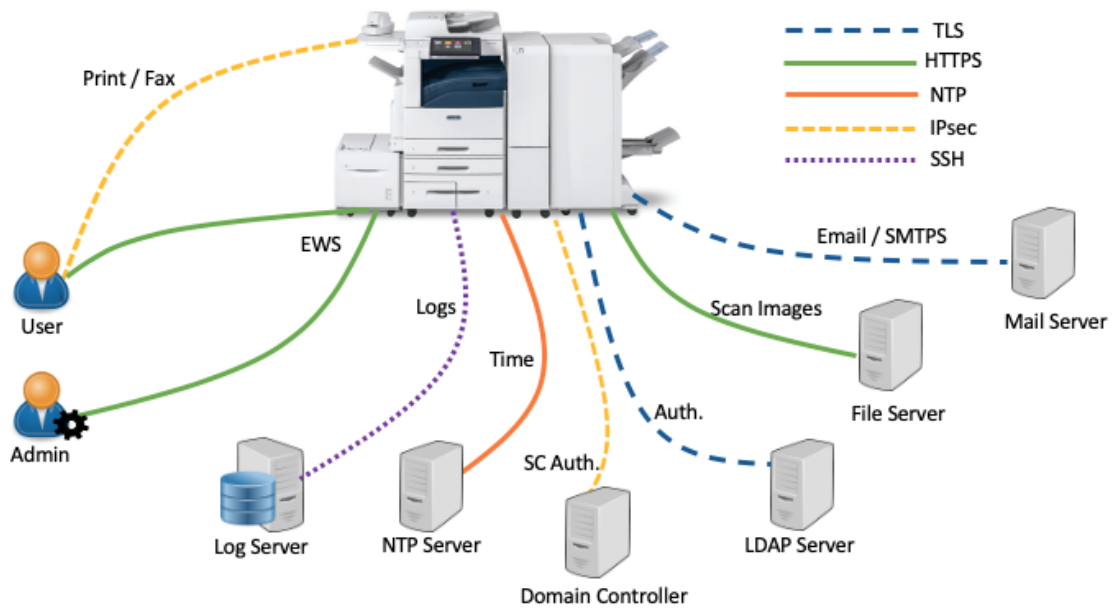 TLS
HTTPS
NTP
IPsec
SSH
Print / Fax
EWS
User
Admin
Logs
Log Server
Time
NTP Server
SC Auth.
Domain Controller
Auth.
LDAP Server
Scan Images
File Server
Email / SMTPS
Mail Server